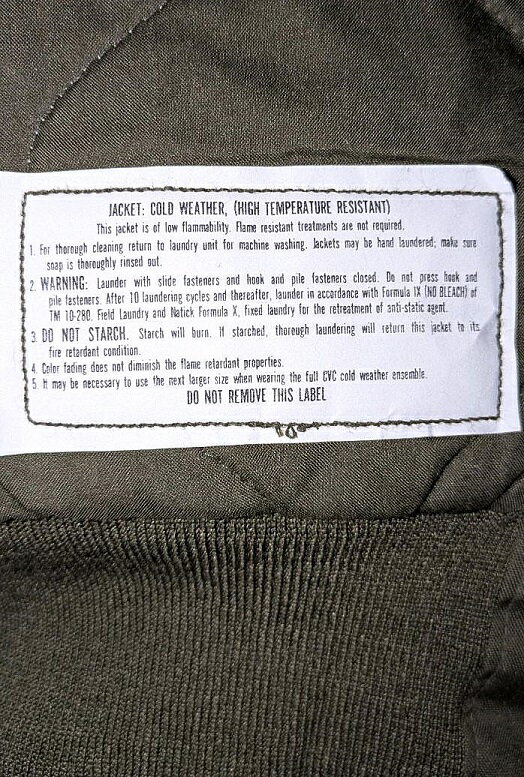 JACKET: COLD WEATHER, (HIGH TEMPERATURE RESISTANT)
This jacket is of low flammability. Flame resistant treatments are not required.
1. For thorough cleaning return to laundry unit for machine washing. Jackets may be hand laundered; make sure
soap is thoroughly rinsed out.
2. WARNING: Launder with slide fasteners and hook and pile fasteners closed. Do not press hook and
pile fasteners. After 10 laundering cycles and thereafter, launder in accordance with Formula IX (NO BLEACH) of
TM 10-280, Field Laundry and Natick Formula X, fixed laundry for the retreatment of anti-static agent.
3. DO NOT STARCH. Starch will burn. If starched, thorough laundering will return this jacket to its
fire retardant condition.
4. Color fading does not diminish the flame retardant properties.
5. It may be necessary to use the next larger size when wearing the full CVC cold weather ensemble.
DO NOT REMOVE THIS LABEL